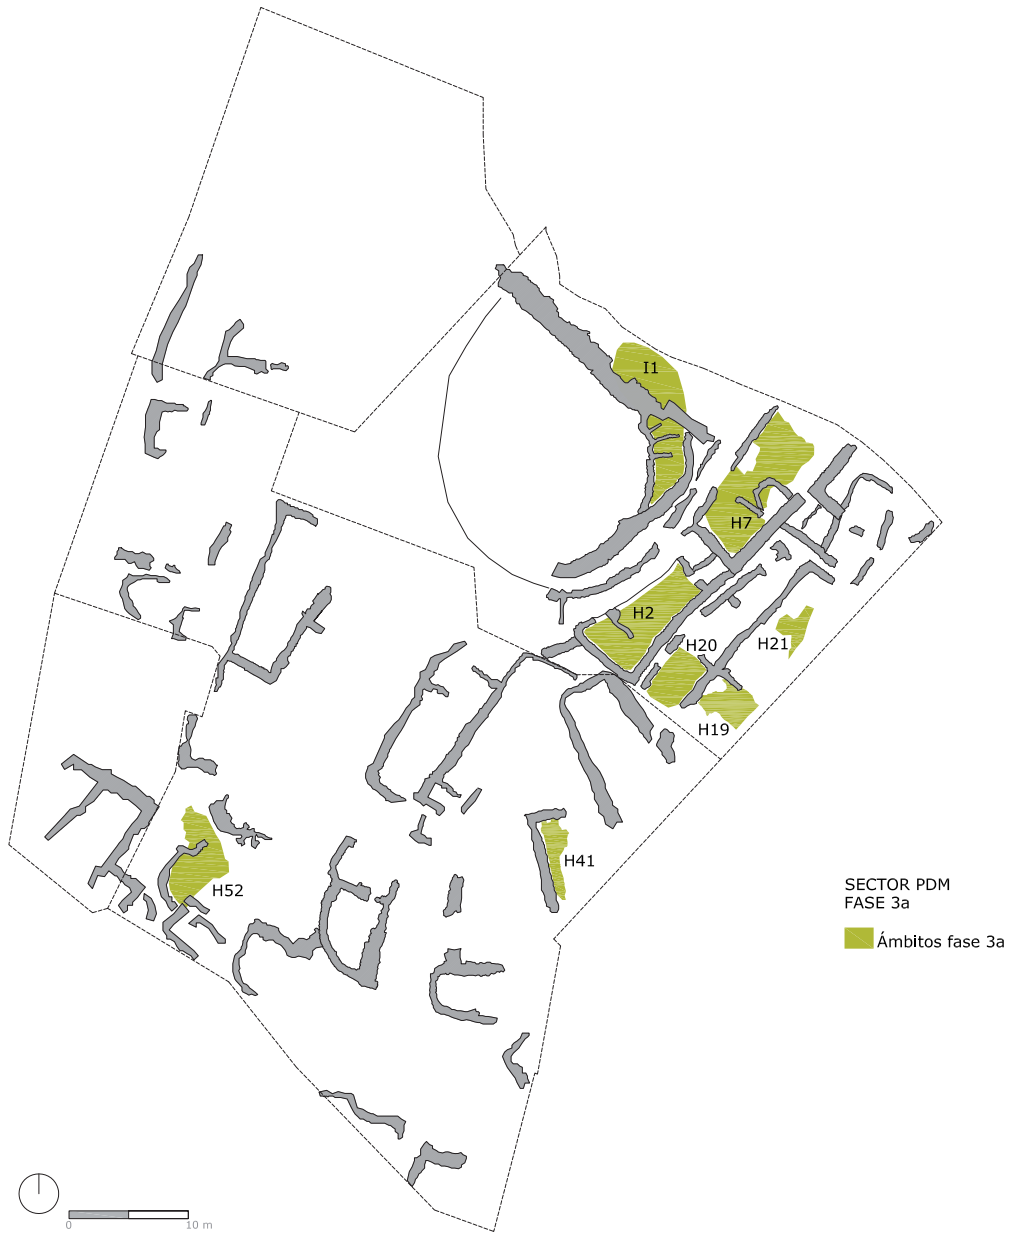 I1
H7
H2
H20
H21
H19
H41
H52
SECTOR PDM
FASE 3a
Ámbitos fase 3a
0 10 m